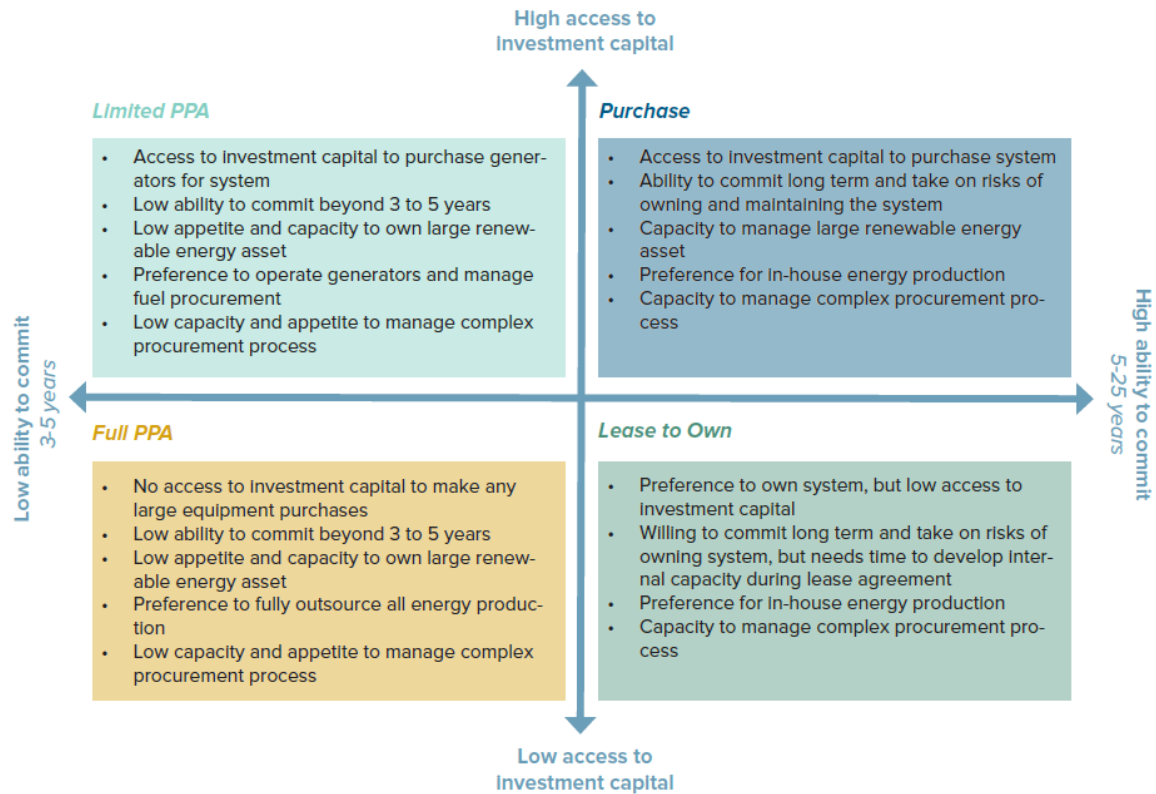 High access to
investment capital
Limited PPA
• Access to investment capital to purchase gener-
ators for system
• Low ability to commit beyond 3 to 5 years
• Low appetite and capacity to own large renew-
able energy asset
• Preference to operate generators and manage
fuel procurement
• Low capacity and appetite to manage complex
procurement process
Purchase
• Access to investment capital to purchase system
• Ability to commit long term and take on risks of
owning and maintaining the system
• Capacity to manage large renewable energy
asset
• Preference for in-house energy production
• Capacity to manage complex procurement pro-
cess
Low ability to commit
3-5 years
High ability to commit
5-25 years
Full PPA
• No access to investment capital to make any
large equipment purchases
• Low ability to commit beyond 3 to 5 years
• Low appetite and capacity to own large renew-
able energy asset
• Preference to fully outsource all energy produc-
tion
• Low capacity and appetite to manage complex
procurement process
Lease to Own
• Preference to own system, but low access to
investment capital
• Willing to commit long term and take on risks of
owning system, but needs time to develop inter-
nal capacity during lease agreement
• Preference for in-house energy production
• Capacity to manage complex procurement pro-
cess
Low access to
investment capital